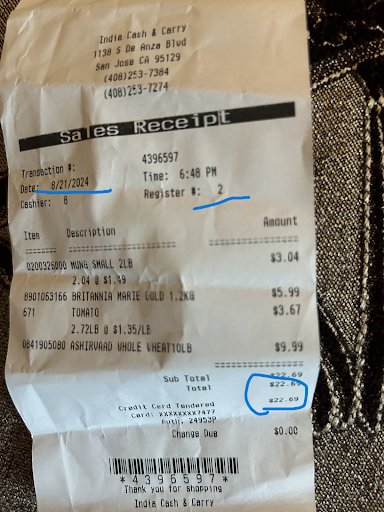 India Cash & Carry
1138 S De Anza Blvd
San Jose CA 95129
(408)253-7384
(408)253-7274
Sales Receipt
Transaction #: 4396597
Date: 8/21/2024 Time: 6:48 PM
Cashier: 8 Register #: 2
Item Description Amount
0200326000 MUNG SMALL 2LB $3.04
2.04 @ $1.49
8901063166 BRITANNIA MARIE GOLD 1.2KG $5.99
671 TOMATO $3.67
2.72LB @ $1.35/LB
0841905080 ASHIRVAAD WHOLE WHEAT10LB $9.99
Sub Total $22.69
Total $22.69
Credit Card Tendered $22.69
Card: XXXXXXXX7477
Auth: 24953P
Change Due $0.00
*4396597*
Thank you for shopping
India Cash & Carry